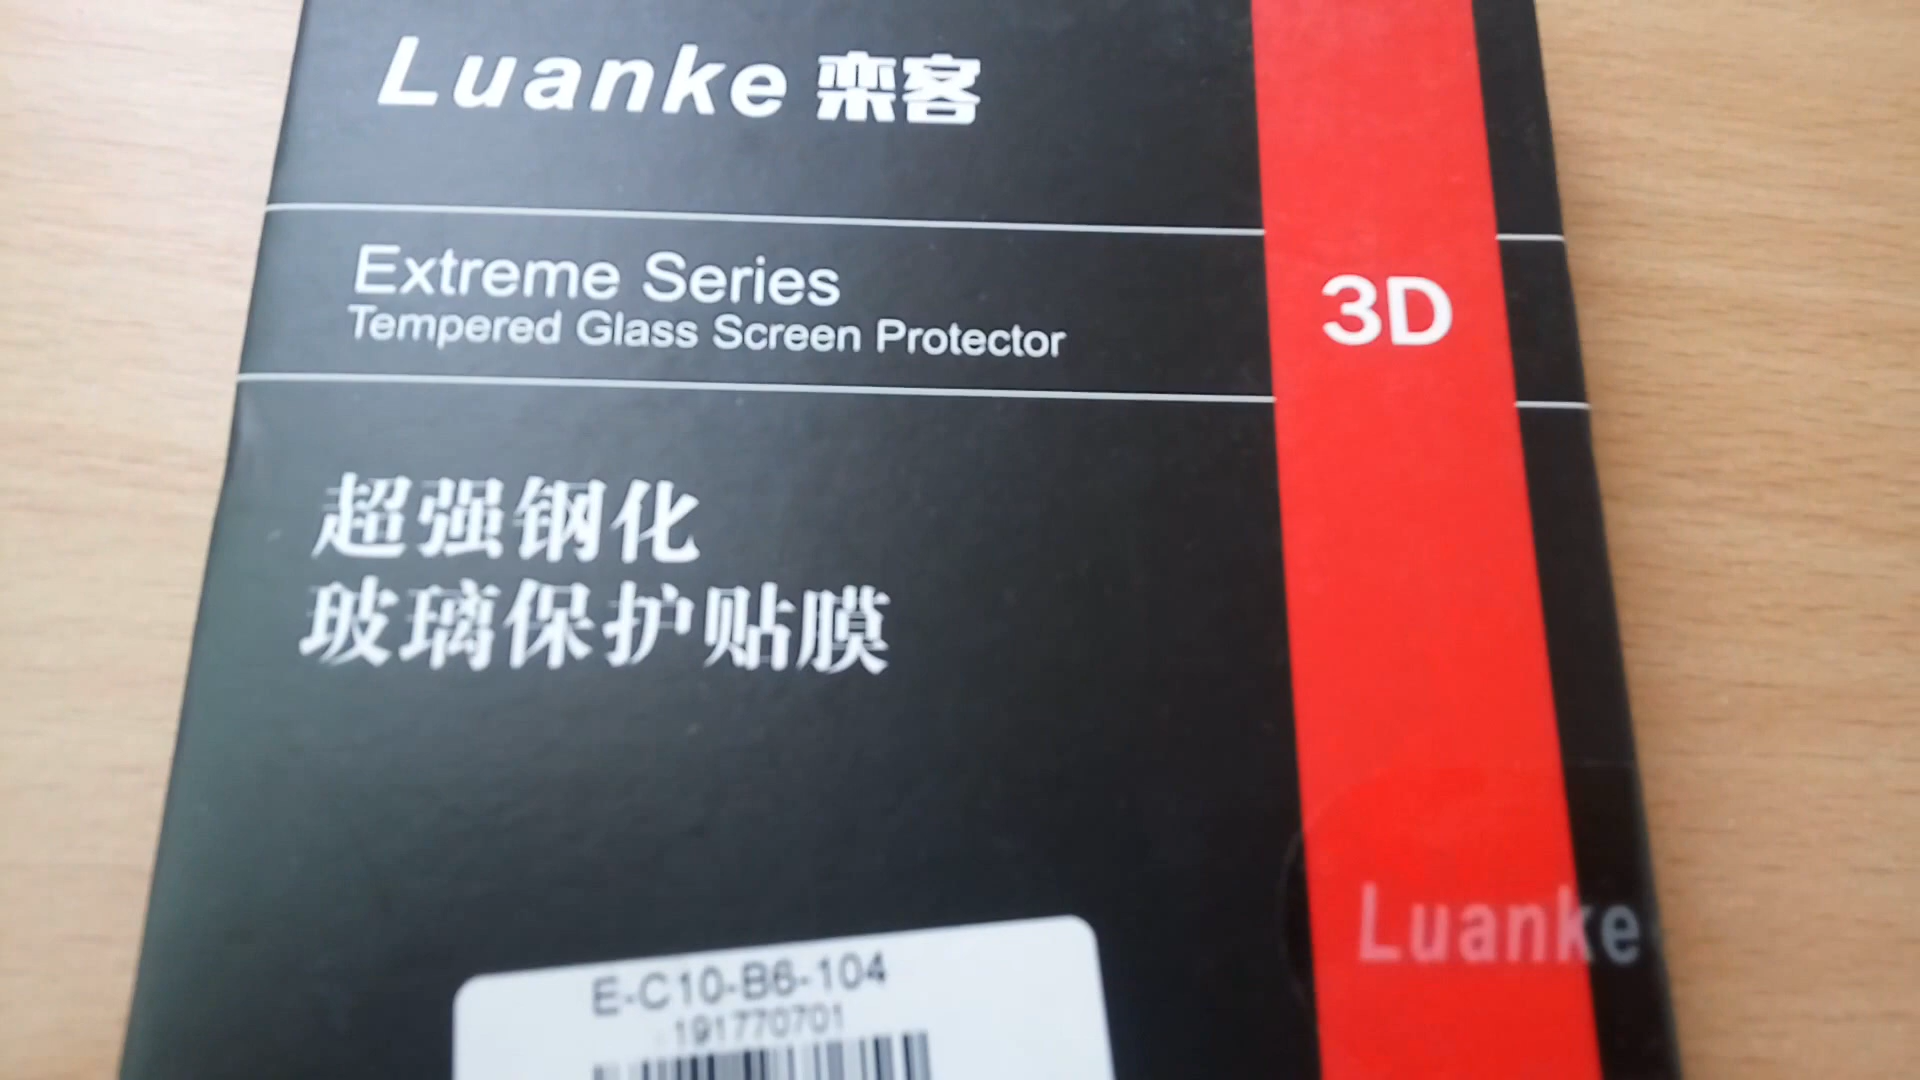 Luanke 栾客
Extreme Series
Tempered Glass Screen Protector
3D
超强钢化
玻璃保护贴膜
Luanke
E-C10-B6-104
191770701